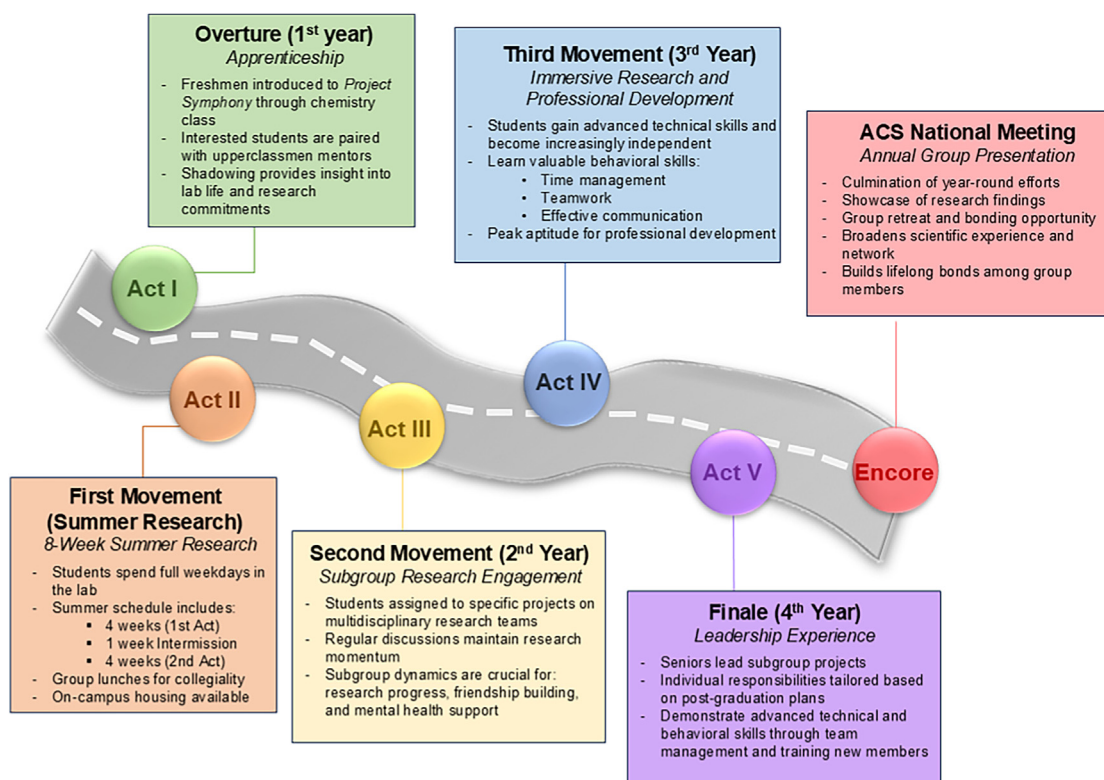 Overture (1st year)
Apprenticeship
- Freshmen introduced to Project
Symphony through chemistry
class
- Interested students are paired
with upperclassmen mentors
- Shadowing provides insight into
lab life and research
commitments
Third Movement (3rd Year)
Immersive Research and
Professional Development
- Students gain advanced technical skills and
become increasingly independent
- Learn valuable behavioral skills:
• Time management
• Teamwork
• Effective communication
- Peak aptitude for professional development
ACS National Meeting
Annual Group Presentation
- Culmination of year-round efforts
- Showcase of research findings
- Group retreat and bonding opportunity
- Broadens scientific experience and
network
- Builds lifelong bonds among group
members
Act I
Act II
Act III
Act IV
Act V
Encore
First Movement
(Summer Research)
8-Week Summer Research
- Students spend full weekdays in
the lab
- Summer schedule includes:
▪ 4 weeks (1st Act)
▪ 1 week Intermission
▪ 4 weeks (2nd Act)
- Group lunches for collegiality
- On-campus housing available
Second Movement (2nd Year)
Subgroup Research Engagement
- Students assigned to specific projects on
multidisciplinary research teams
- Regular discussions maintain research
momentum
- Subgroup dynamics are crucial for:
research progress, friendship building,
and mental health support
Finale (4th Year)
Leadership Experience
- Seniors lead subgroup projects
- Individual responsibilities tailored based
on post-graduation plans
- Demonstrate advanced technical and
behavioral skills through team
management and training new members